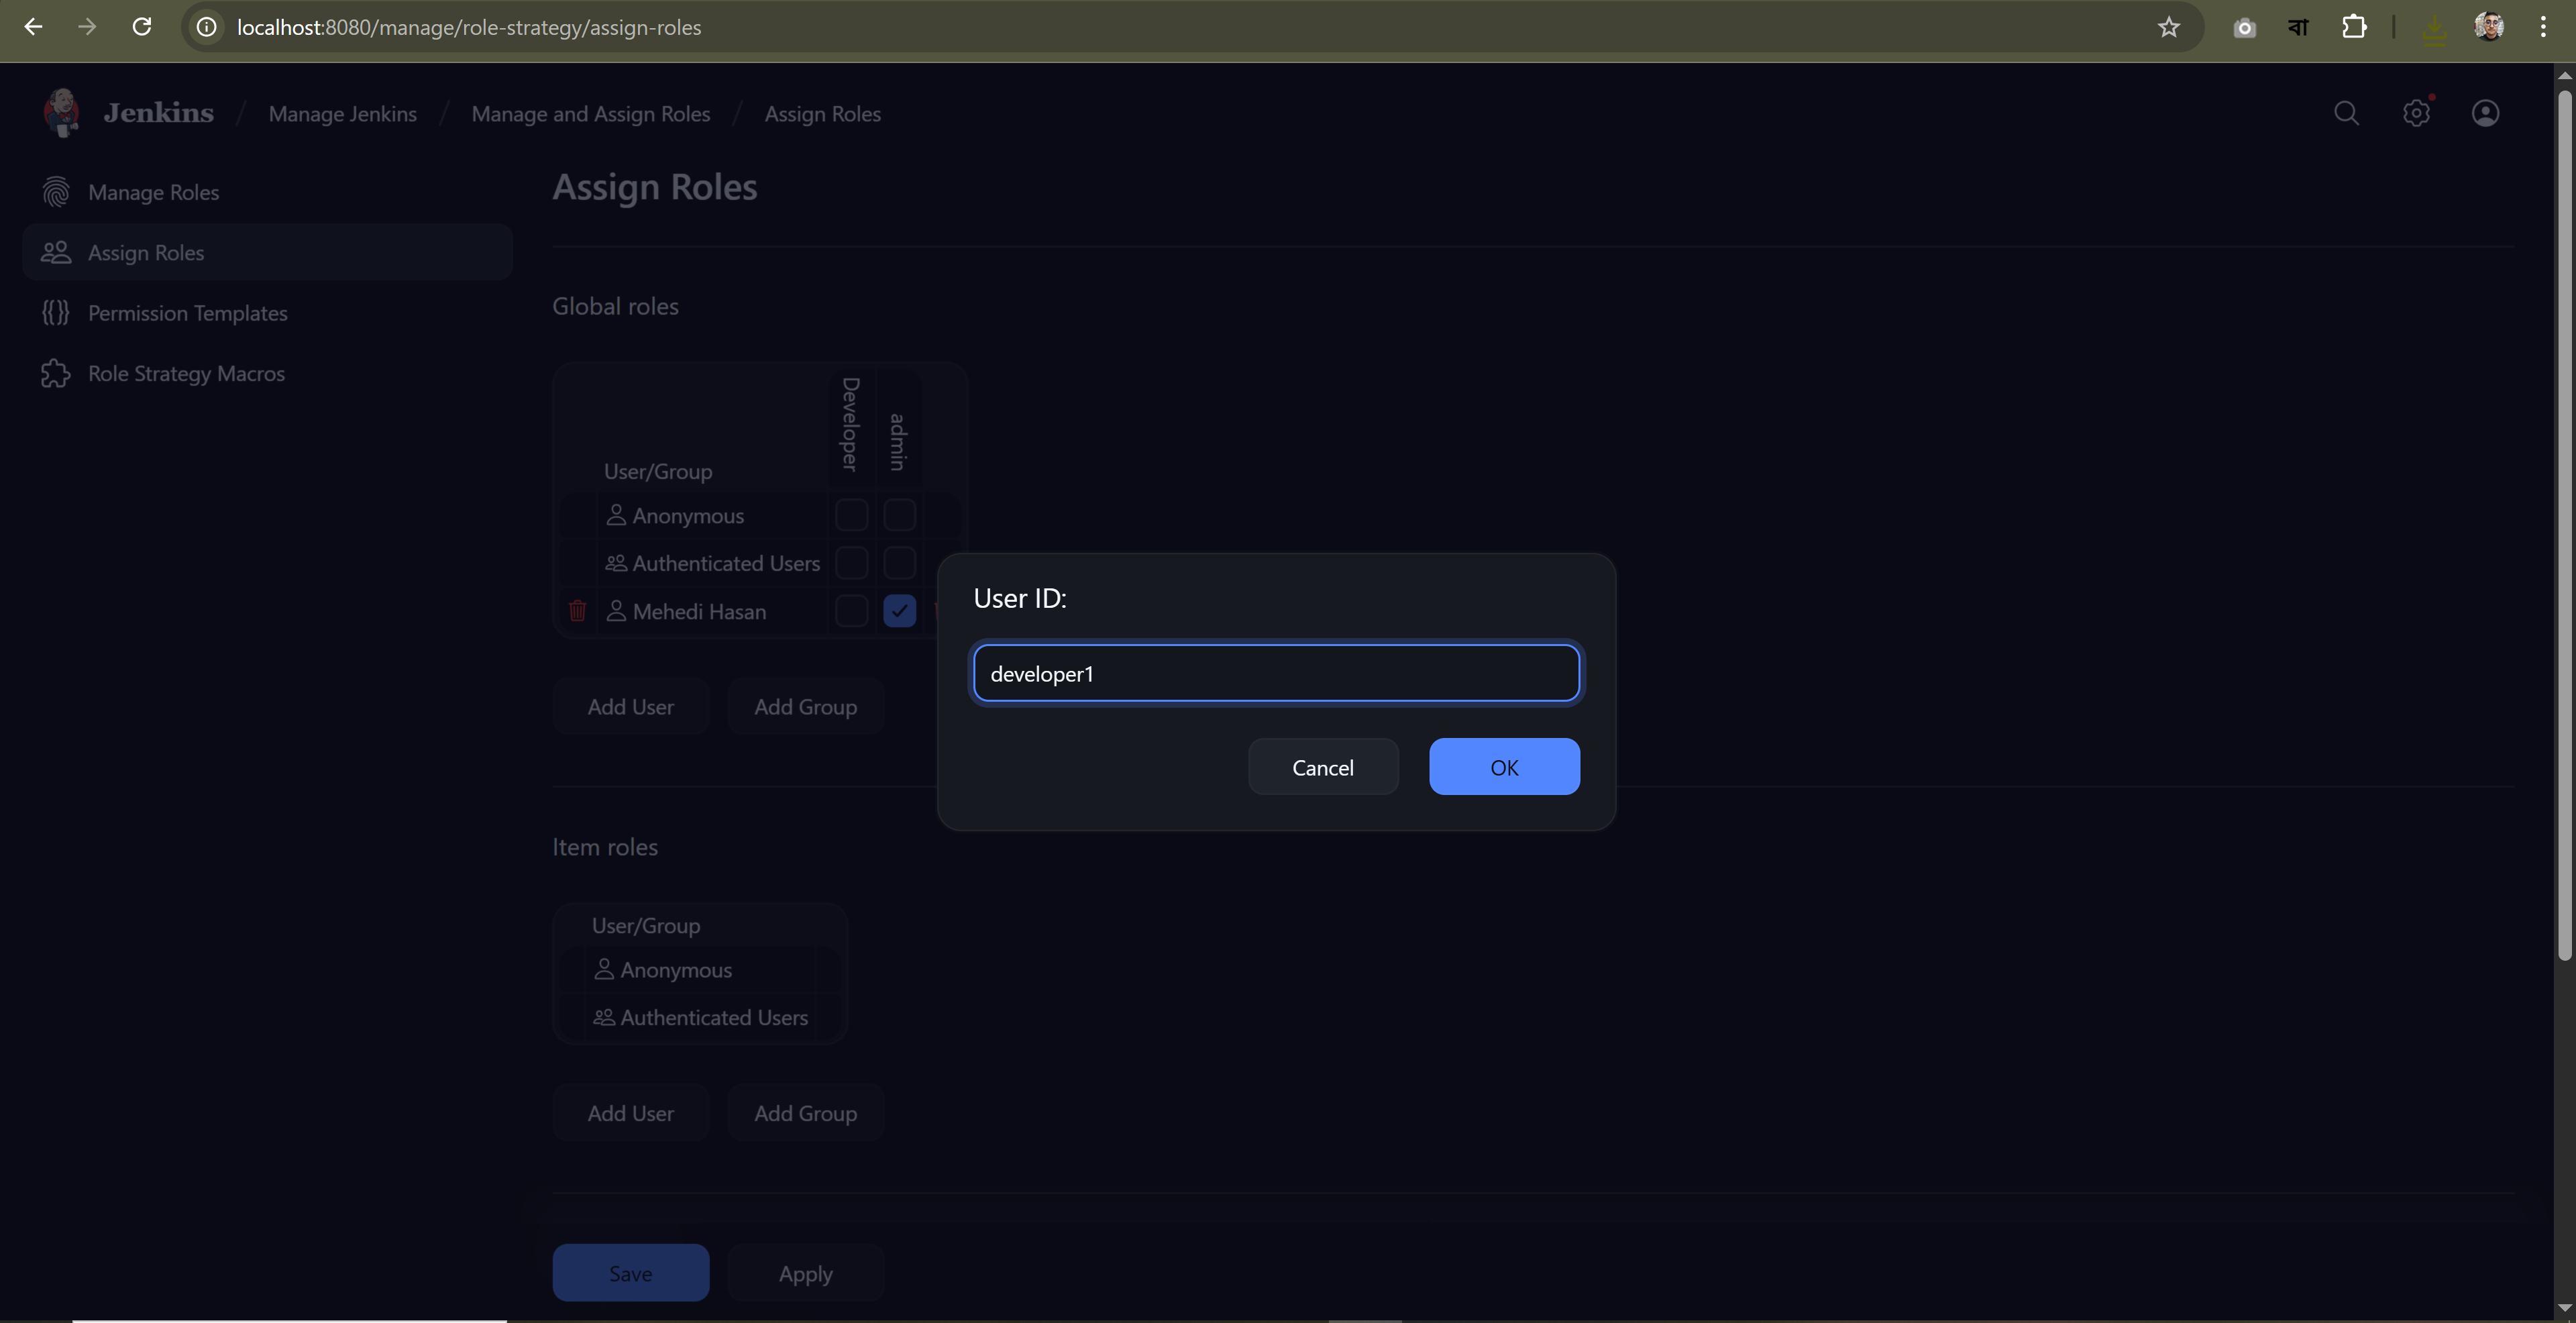 localhost:8080/manage/role-strategy/assign-roles
বা
Jenkins / Manage Jenkins / Manage and Assign Roles / Assign Roles
Manage Roles
Assign Roles
Permission Templates
Role Strategy Macros
Assign Roles
Global roles
User/Group
Developer
admin
Anonymous
Authenticated Users
Mehedi Hasan
Add User
Add Group
User ID:
developer1
Cancel
OK
Item roles
User/Group
Anonymous
Authenticated Users
Add User
Add Group
Save
Apply